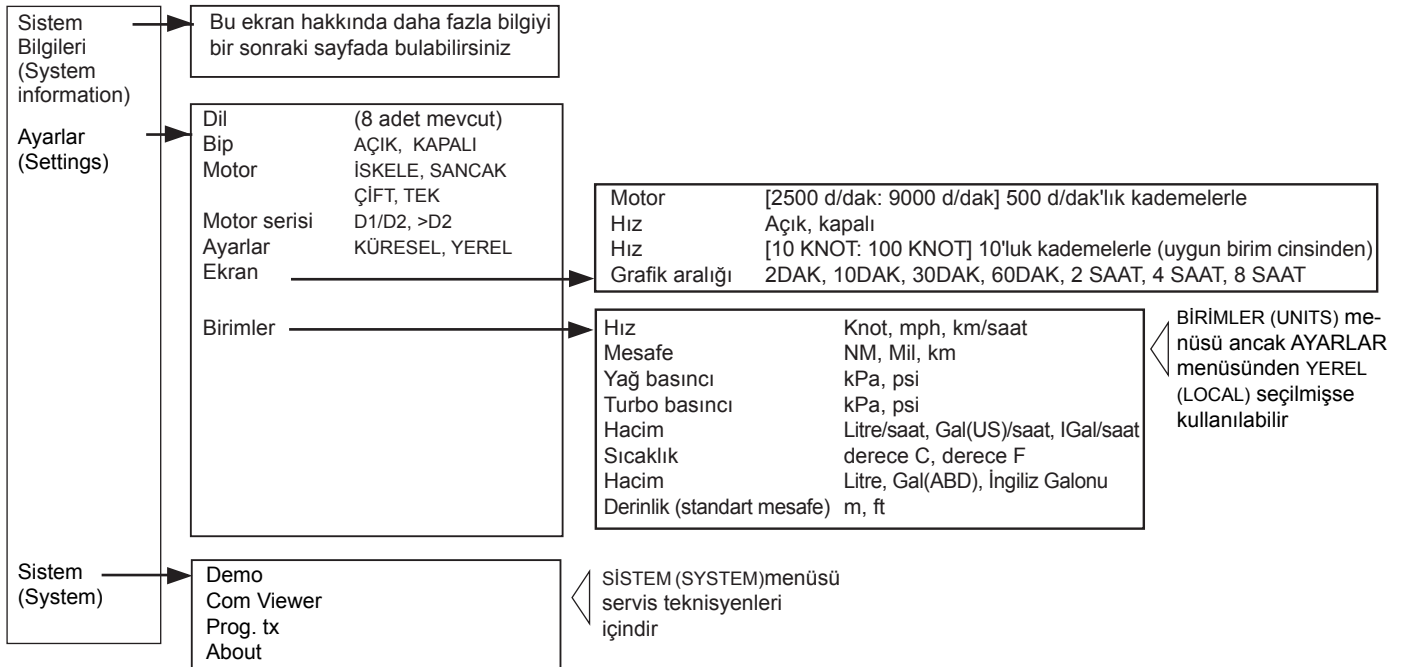 Sistem
Bilgileri
(System
information)
Bu ekran hakkında daha fazla bilgiyi
bir sonraki sayfada bulabilirsiniz
Ayarlar
(Settings)
Dil (8 adet mevcut)
Bip AÇIK, KAPALI
Motor İSKELE, SANCAK
ÇİFT, TEK
Motor serisi D1/D2, >D2
Ayarlar KÜRESEL, YEREL
Ekran
Motor [2500 d/dak: 9000 d/dak] 500 d/dak'lık kademelerle
Hız Açık, kapalı
Hız [10 KNOT: 100 KNOT] 10'luk kademelerle (uygun birim cinsinden)
Grafik aralığı 2DAK, 10DAK, 30DAK, 60DAK, 2 SAAT, 4 SAAT, 8 SAAT
Birimler
Hız Knot, mph, km/saat
Mesafe NM, Mil, km
Yağ basıncı kPa, psi
Turbo basıncı kPa, psi
Hacim Litre/saat, Gal(US)/saat, IGal/saat
Sıcaklık derece C, derece F
Hacim Litre, Gal(ABD), İngiliz Galonu
Derinlik (standart mesafe) m, ft
BİRİMLER (UNITS) me-
nüsü ancak AYARLAR
menüsünden YEREL
(LOCAL) seçilmişse
kullanılabilir
Sistem
(System)
Demo
Com Viewer
Prog. tx
About
SİSTEM (SYSTEM)menüsü
servis teknisyenleri
içindir